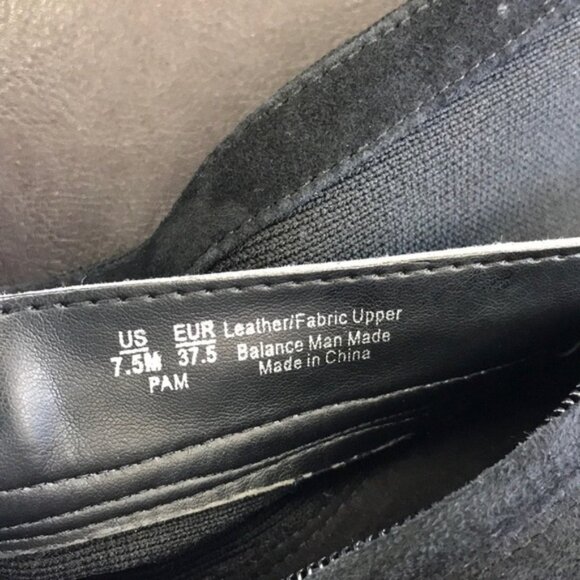 US EUR Leather/Fabric Upper
7.5M 37.5 Balance Man Made
PAM Made in China